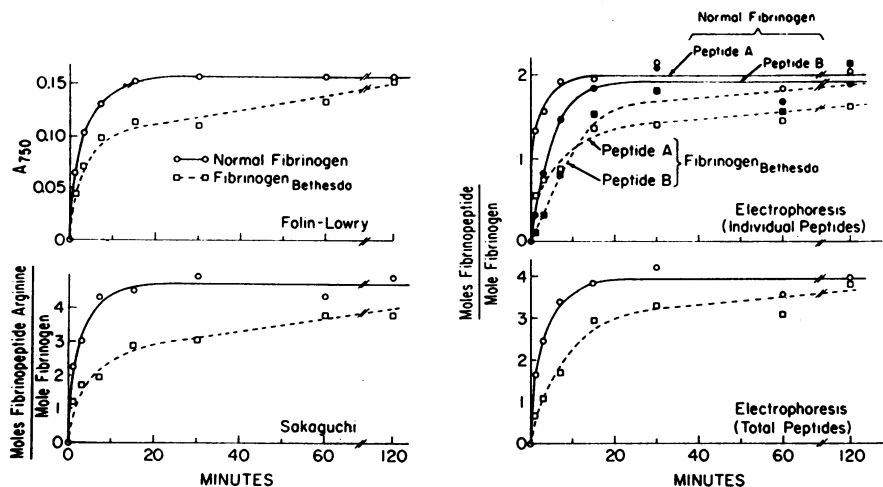 0.15
0.10
0.05
0
A750
Normal Fibrinogen
Fibrinogen Bethesda
Folin-Lowry
Moles Fibrinopeptide Arginine
Mole Fibrinogen
4
3
2
1
0
Sakaguchi
0 20 40 60 120
MINUTES
Normal Fibrinogen
Peptide A
Peptide B
2
1
0
Peptide A
Peptide B
Fibrinogen Bethesda
Electrophoresis
(Individual Peptides)
Moles Fibrinopeptide
Mole Fibrinogen
4
3
2
1
0
Electrophoresis
(Total Peptides)
0 20 40 60 120
MINUTES